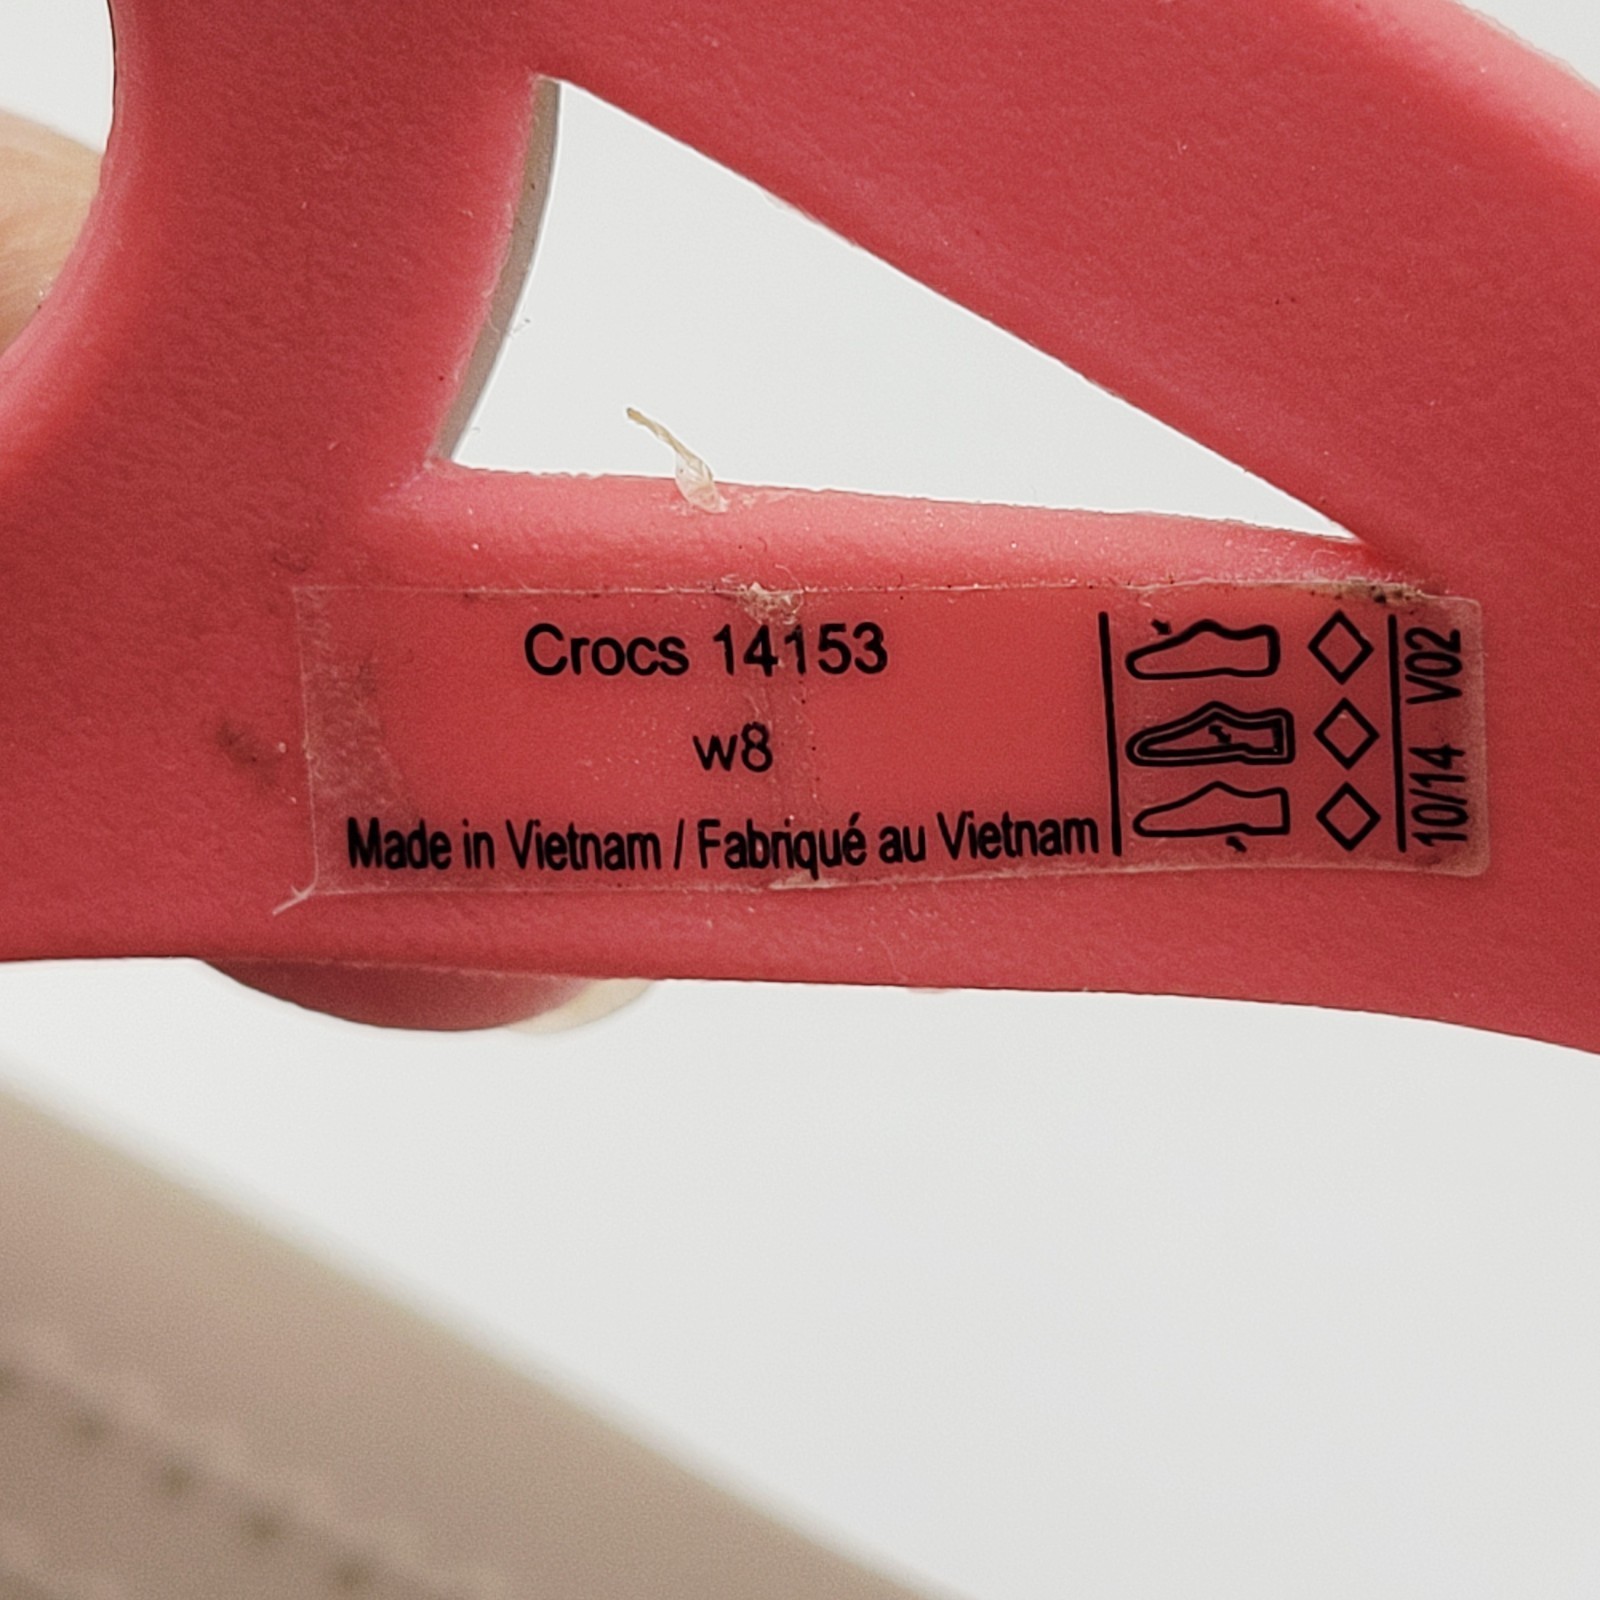 Crocs 14153
w8
Made in Vietnam / Fabriqué au Vietnam
10/14 V02